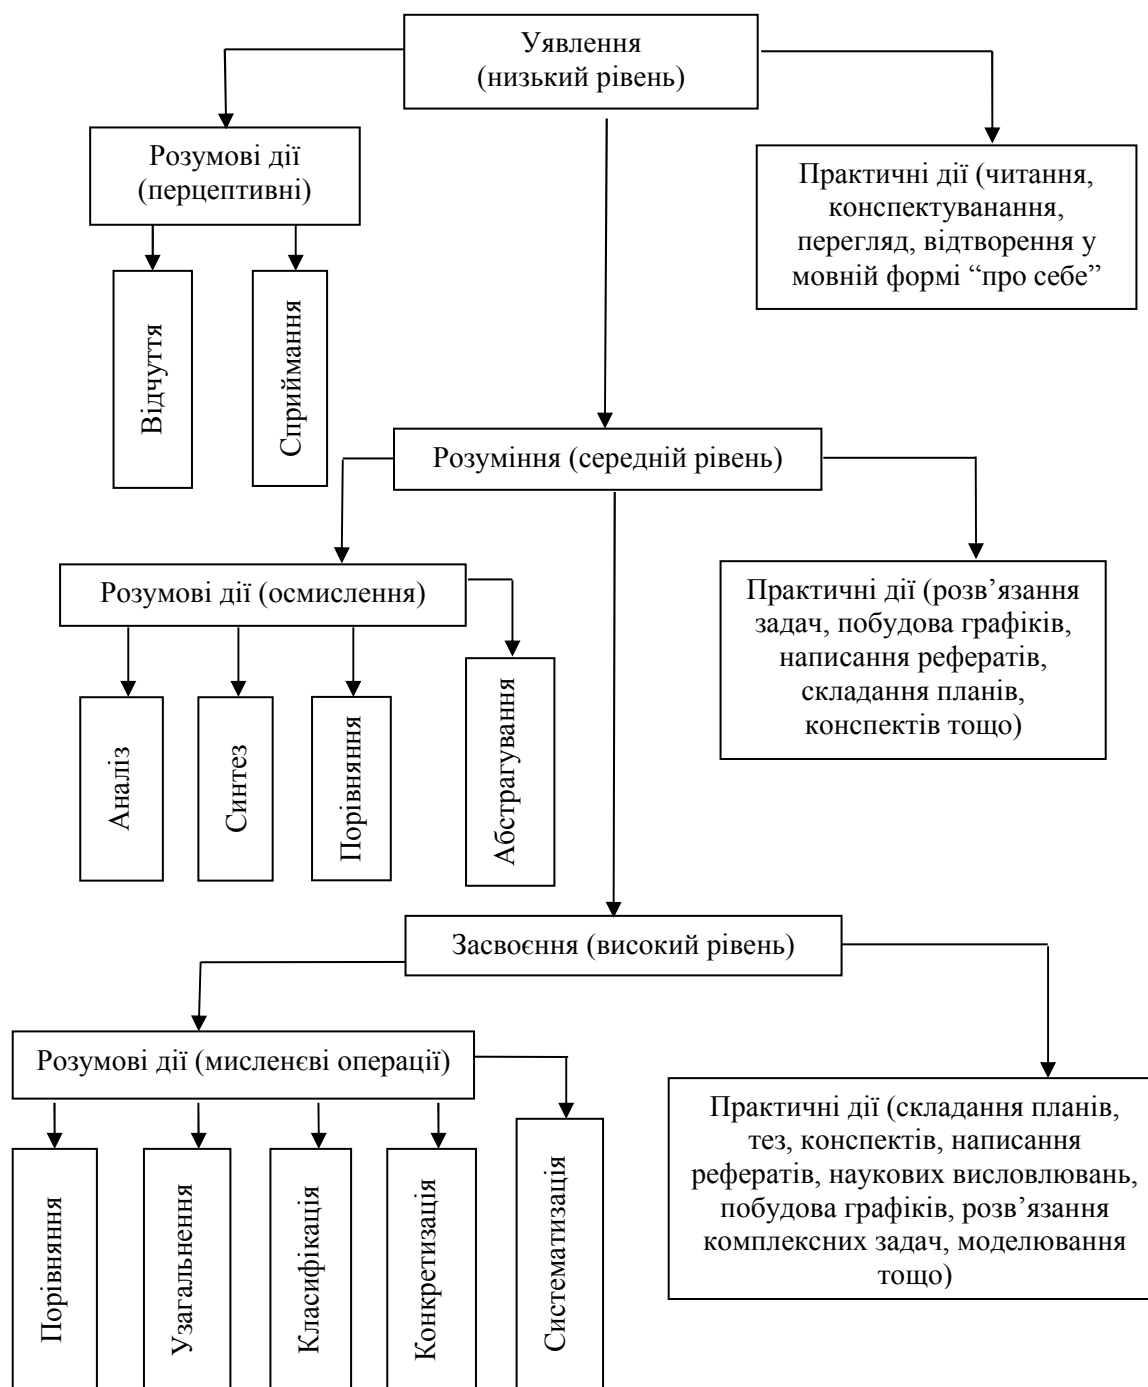 Уявлення
(низький рівень)
Розумові дії
(перцептивні)
Практичні дії (читання,
конспектуванання,
перегляд, відтворення у
мовній формі “про себе”
Відчуття
Сприймання
Розуміння (середній рівень)
Розумові дії (осмислення)
Практичні дії (розв’язання
задач, побудова графіків,
написання рефератів,
складання планів,
конспектів тощо)
Аналіз
Синтез
Порівняння
Абстрагування
Засвоєння (високий рівень)
Розумові дії (мисленєві операції)
Практичні дії (складання планів,
тез, конспектів, написання
рефератів, наукових висловлювань,
побудова графіків, розв’язання
комплексних задач, моделювання
тощо)
Порівняння
Узагальнення
Класифікація
Конкретизація
Систематизація